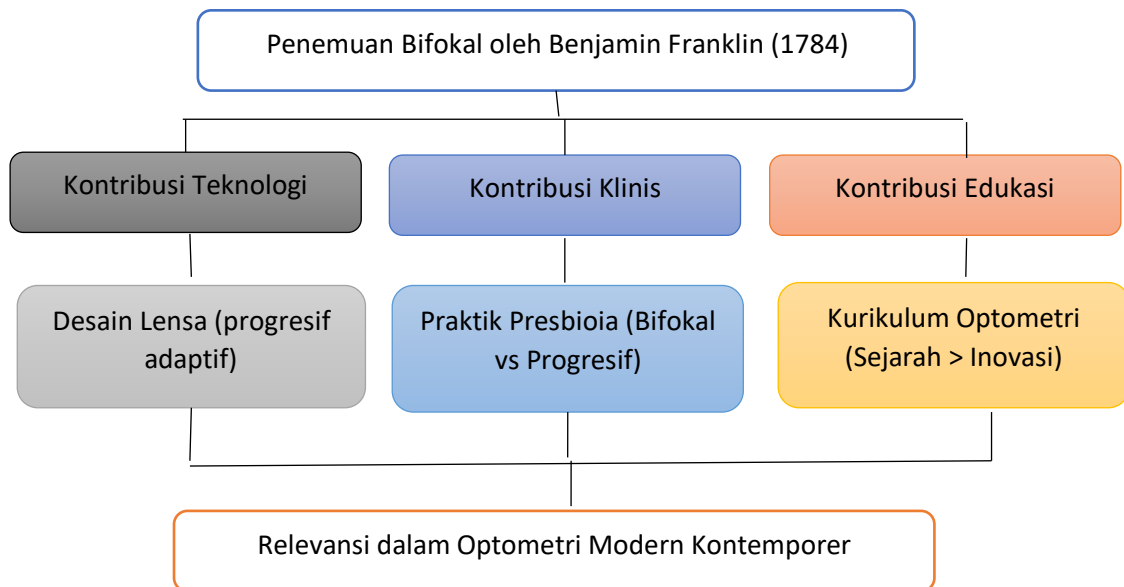 Penemuan Bifokal oleh Benjamin Franklin (1784)
Kontribusi Teknologi
Kontribusi Klinis
Kontribusi Edukasi
Desain Lensa (progresif
adaptif)
Praktik Presbioia (Bifokal
vs Progresif)
Kurikulum Optometri
(Sejarah > Inovasi)
Relevansi dalam Optometri Modern Kontemporer